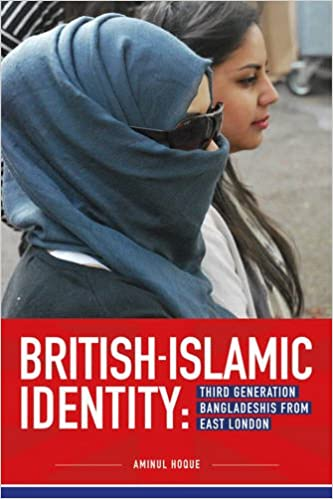 BRITISH-ISLAMIC
IDENTITY:
THIRD GENERATION
BANGLADESHIS FROM
EAST LONDON
AMINUL HOQUE